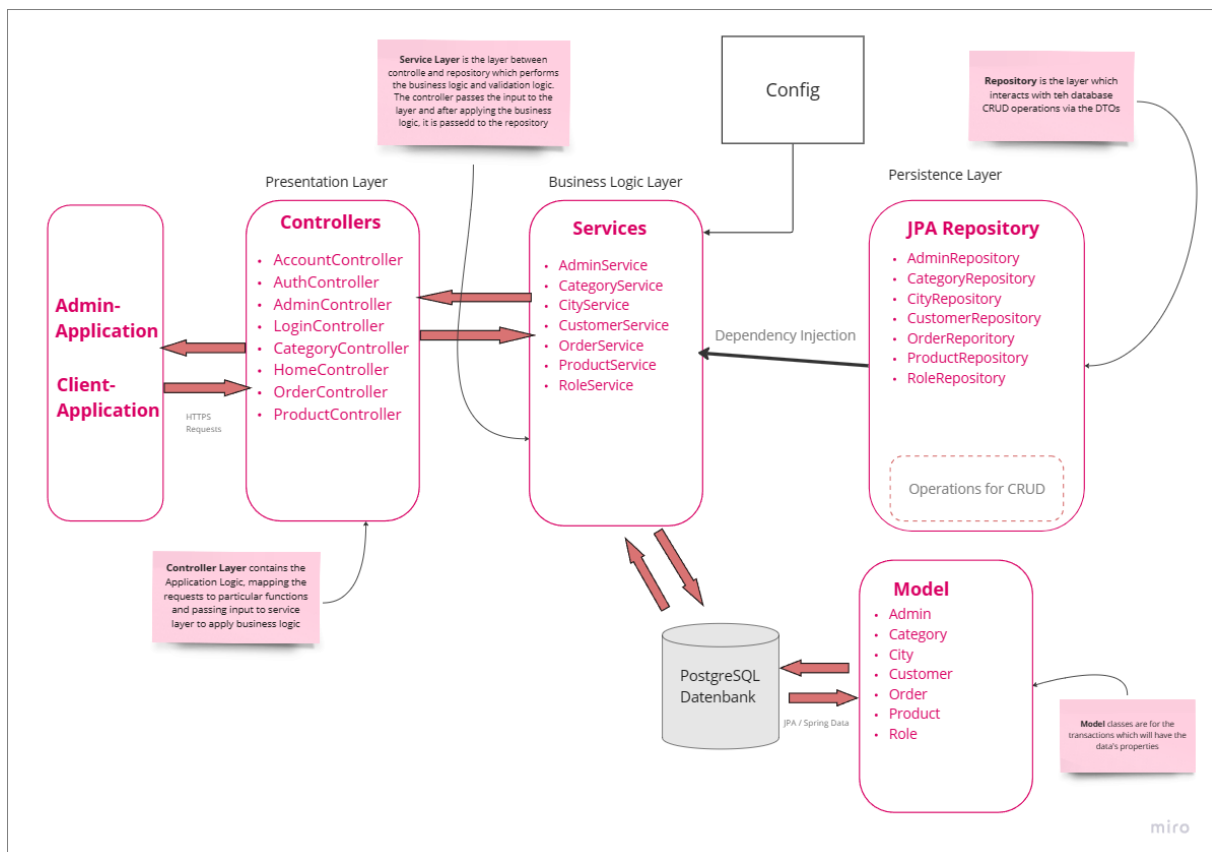 Service Layer is the layer between
controlle and repository which performs
the business logic and validation logic.
The controller passes the input to the
layer and after applying the business
logic, it is passedd to the repository
Config
Repository is the layer which
interacts with teh database
CRUD operations via the DTOs
Presentation Layer
Business Logic Layer
Persistence Layer
Admin-
Application
Client-
Application
HTTPS
Requests
Controllers
• AccountController
• AuthController
• AdminController
• LoginController
• CategoryController
• HomeController
• OrderController
• ProductController
Services
• AdminService
• CategoryService
• CityService
• CustomerService
• OrderService
• ProductService
• RoleService
Dependency Injection
JPA Repository
• AdminRepository
• CategoryRepository
• CityRepository
• CustomerRepository
• OrderReporitory
• ProductRepository
• RoleRepository
Operations for CRUD
Controller Layer contains the
Application Logic, mapping the
requests to particular functions
and passing input to service
layer to apply business logic
PostgreSQL
Datenbank
JPA / Spring Data
Model
• Admin
• Category
• City
• Customer
• Order
• Product
• Role
Model classes are for the
transactions which will have the
data's properties
miro